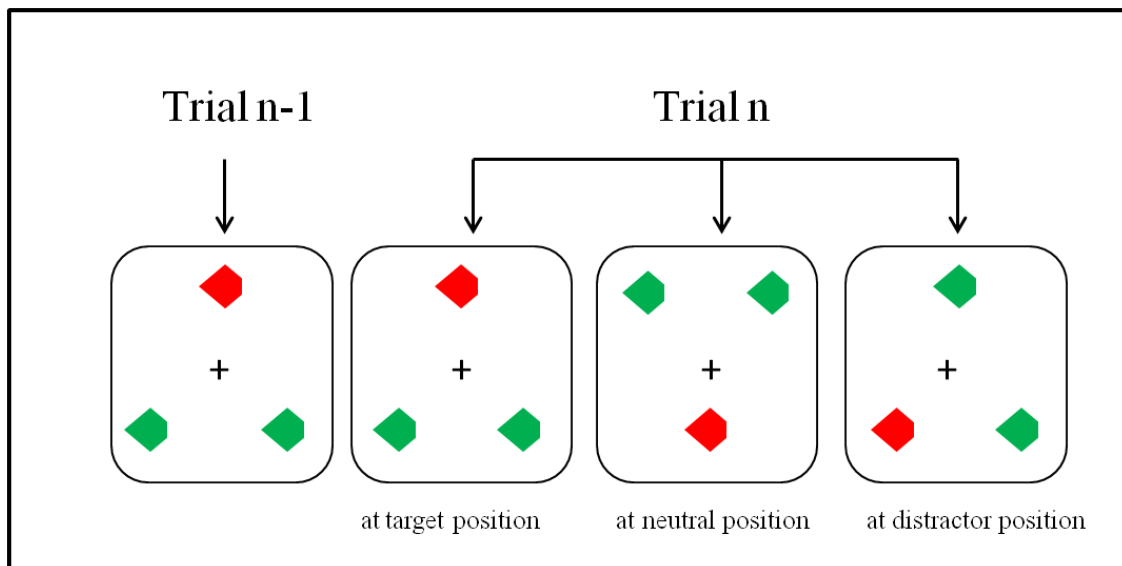 Trial n-1
Trial n
+
+
+
+
at target position
at neutral position
at distractor position